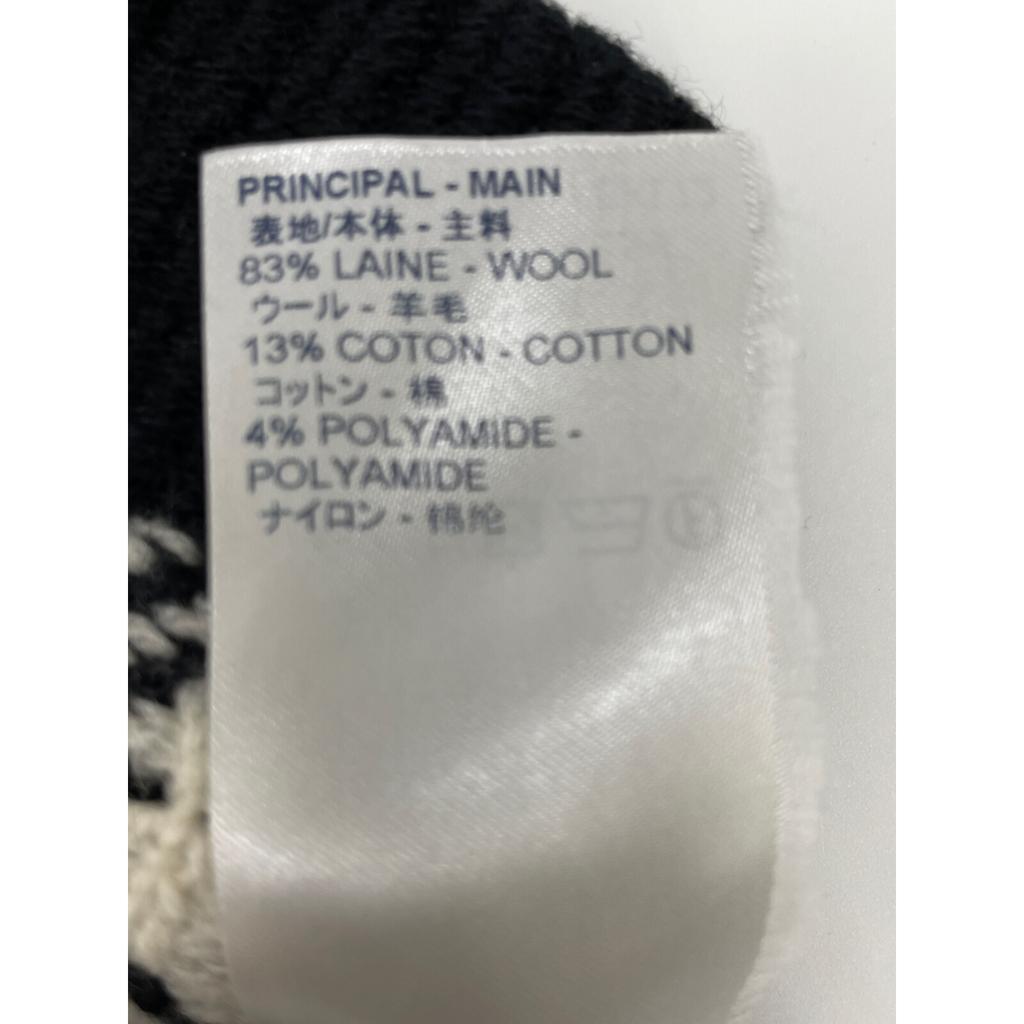 PRINCIPAL - MAIN
表地/本体 - 主料
83% LAINE - WOOL
ウール - 羊毛
13% COTON - COTTON
コットン - 棉
4% POLYAMIDE -
POLYAMIDE
ナイロン - 锦纶